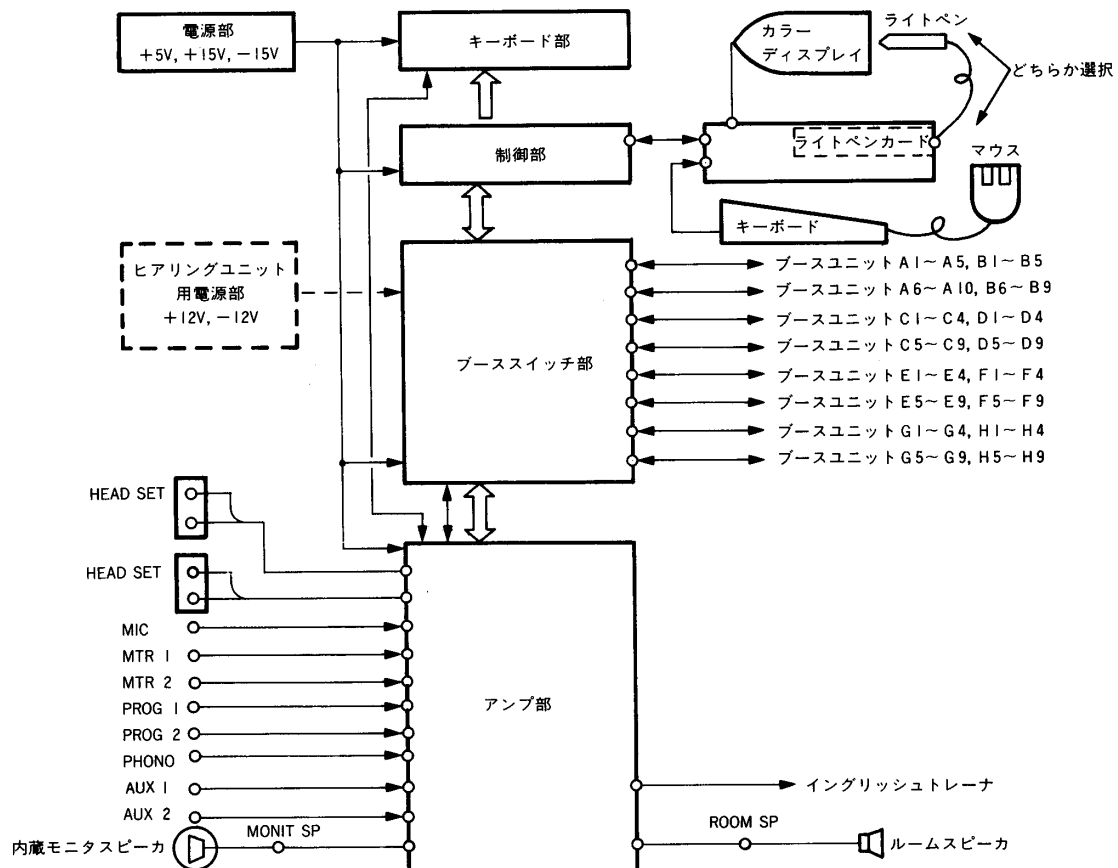 電源部
+5V, +15V, −15V
キーボード部
カラー
ディスプレイ
ライトペン
どちらか選択
制御部
ライトペンカード
マウス
キーボード
ヒアリングユニット
用電源部
+12V, −12V
ブーススイッチ部
ブースユニット A1〜A5, B1〜B5
ブースユニット A6〜A10, B6〜B9
ブースユニット C1〜C4, D1〜D4
ブースユニット C5〜C9, D5〜D9
ブースユニット E1〜E4, F1〜F4
ブースユニット E5〜E9, F5〜F9
ブースユニット G1〜G4, H1〜H4
ブースユニット G5〜G9, H5〜H9
HEAD SET
HEAD SET
MIC
MTR 1
MTR 2
PROG 1
PROG 2
PHONO
AUX 1
AUX 2
アンプ部
イングリッシュトレーナ
内蔵モニタスピーカ
MONIT SP
ROOM SP
ルームスピーカ